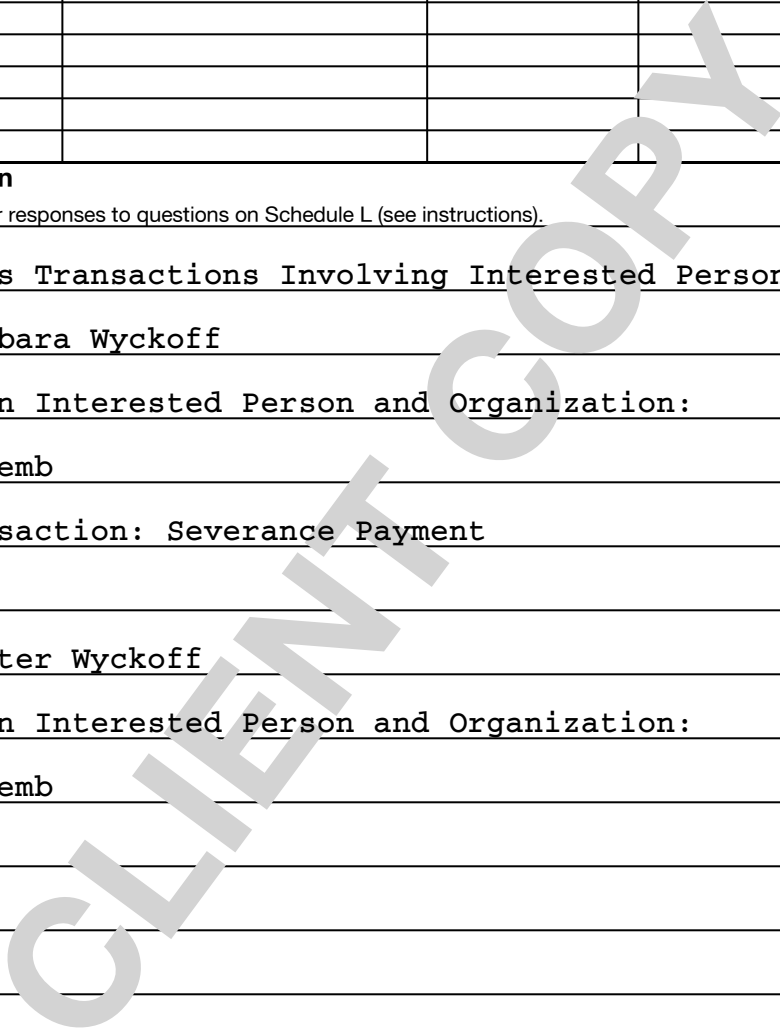 n
r responses to questions on Schedule L (see instructions).
s Transactions Involving Interested Person
bara Wyckoff
n Interested Person and Organization:
emb
saction: Severance Payment
ter Wyckoff
n Interested Person and Organization:
emb
CLIENT COPY